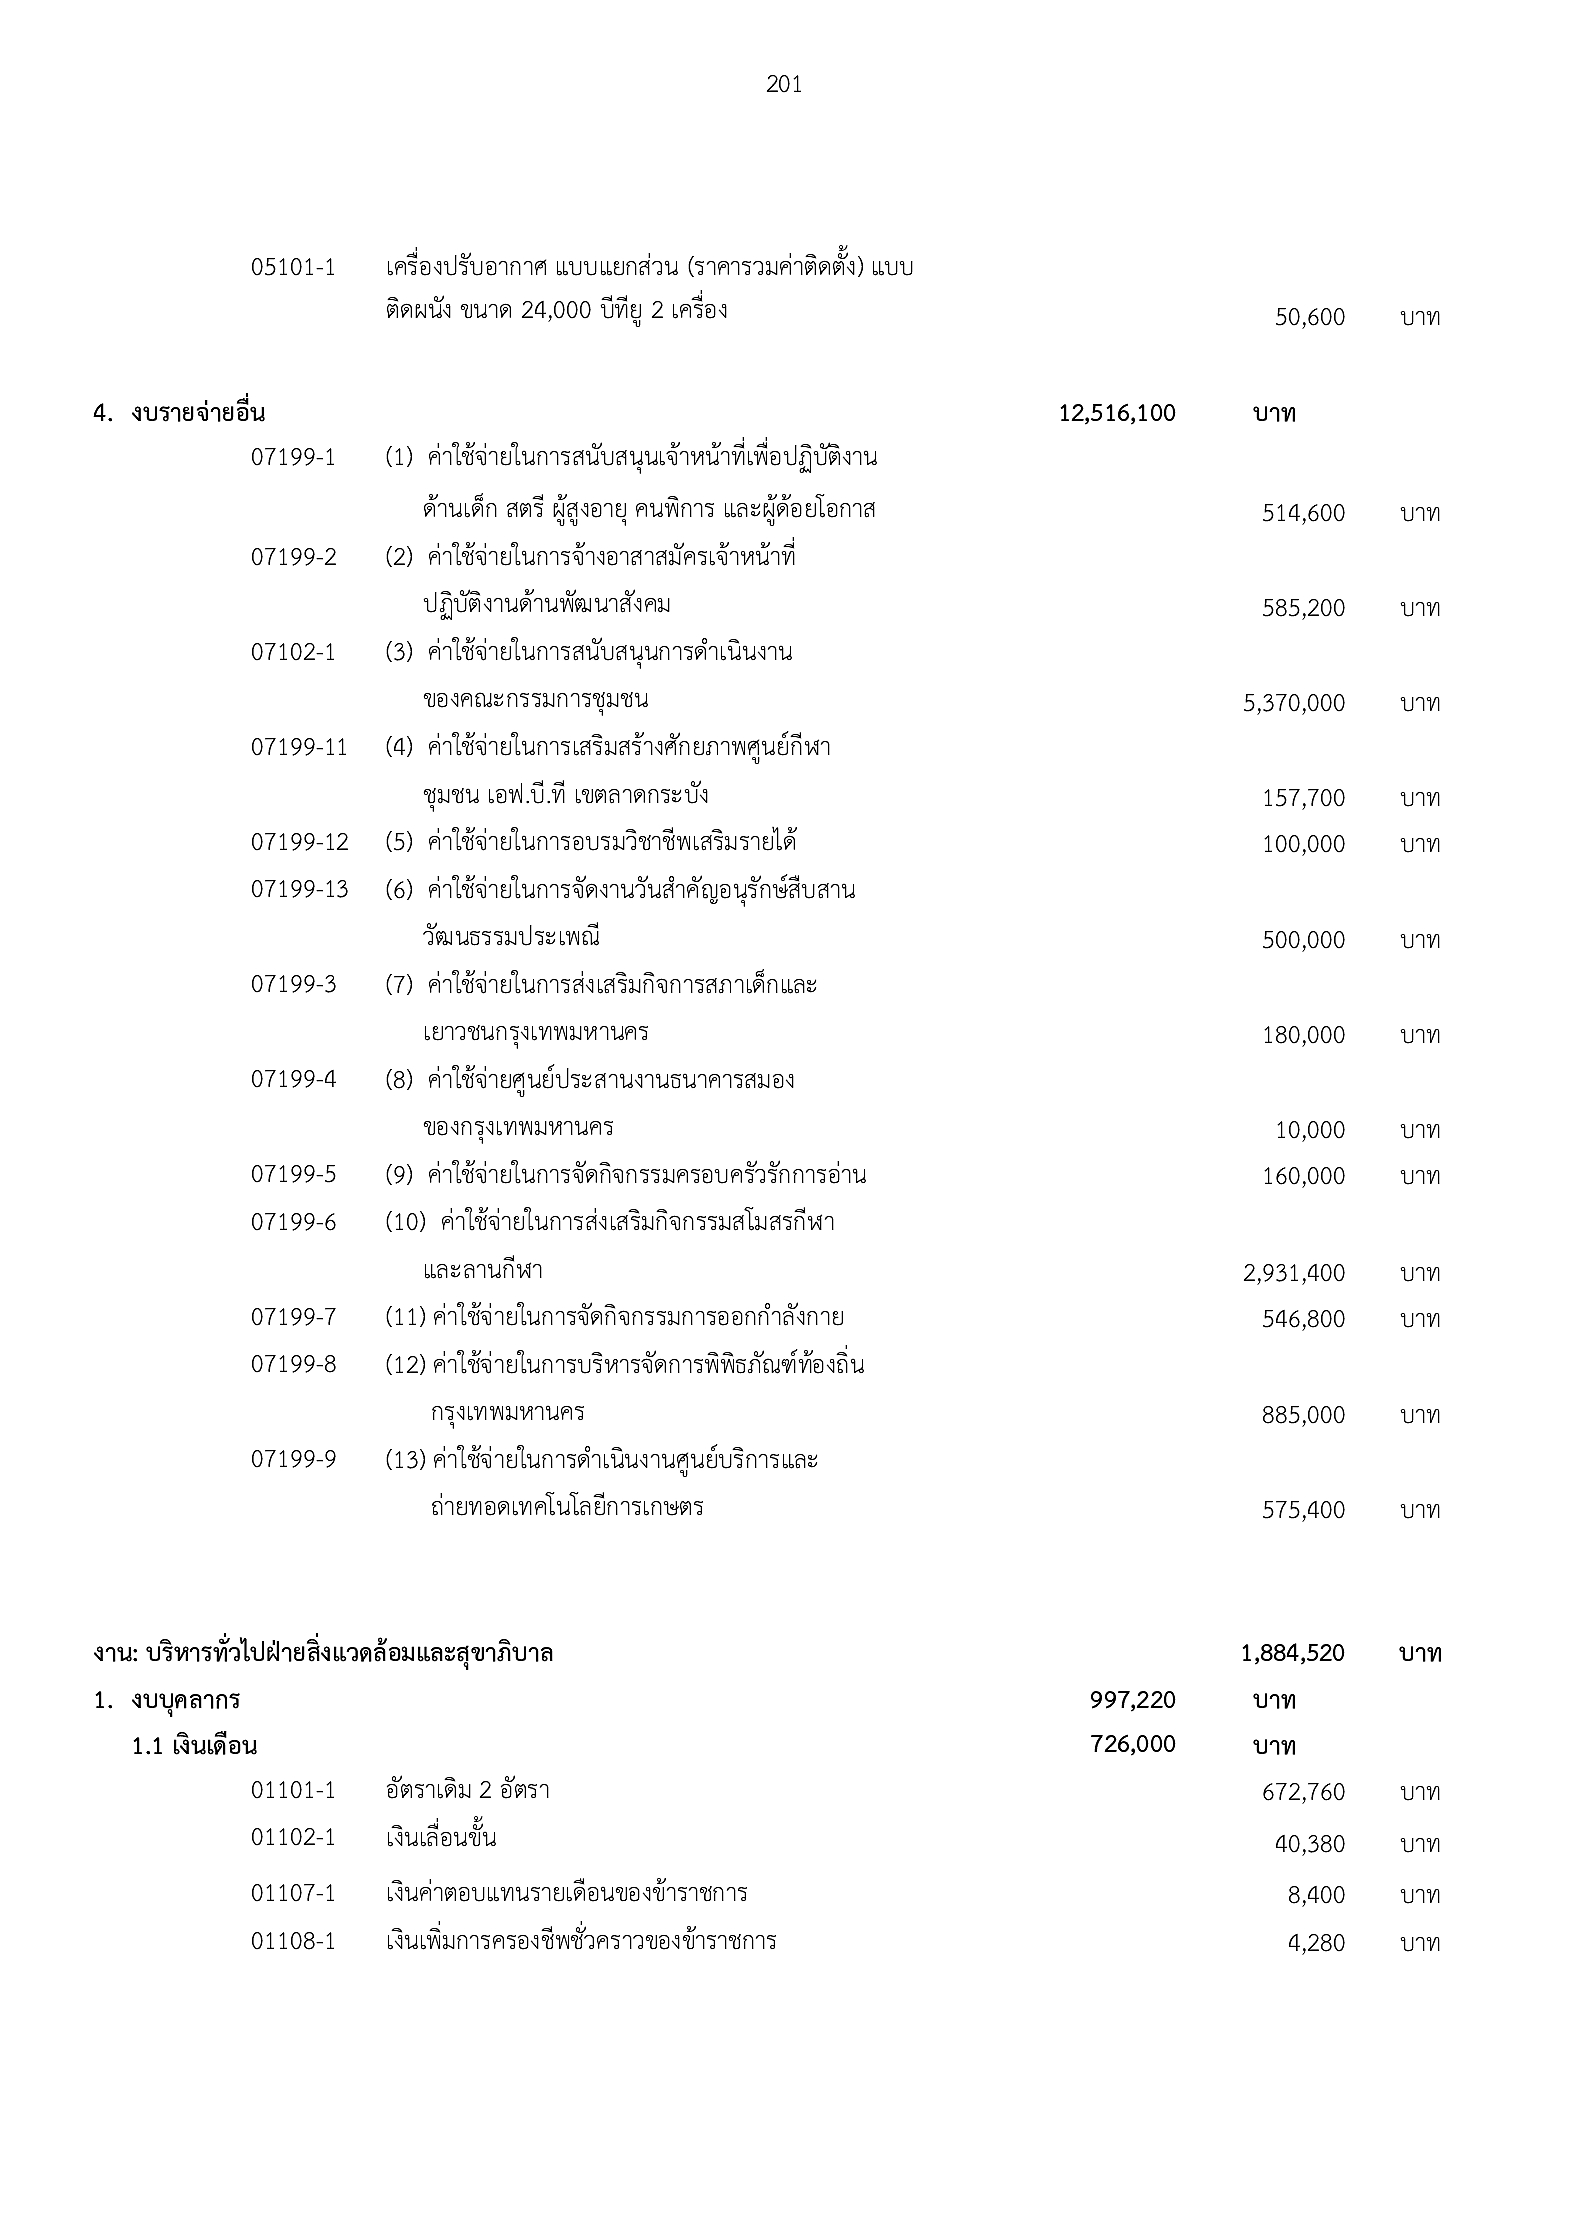 201
05101-1 เครื่องปรับอากาศ แบบแยกส่วน (ราคารวมค่าติดตั้ง) แบบ
ติดผนัง ขนาด 24,000 บีทียู 2 เครื่อง 50,600 บาท
4. งบรายจ่ายอื่น 12,516,100 บาท
07199-1 (1) ค่าใช้จ่ายในการสนับสนุนเจ้าหน้าที่เพื่อปฏิบัติงาน
ด้านเด็ก สตรี ผู้สูงอายุ คนพิการ และผู้ด้อยโอกาส 514,600 บาท
07199-2 (2) ค่าใช้จ่ายในการจ้างอาสาสมัครเจ้าหน้าที่
ปฏิบัติงานด้านพัฒนาสังคม 585,200 บาท
07102-1 (3) ค่าใช้จ่ายในการสนับสนุนการดำเนินงาน
ของคณะกรรมการชุมชน 5,370,000 บาท
07199-11 (4) ค่าใช้จ่ายในการเสริมสร้างศักยภาพศูนย์กีฬา
ชุมชน เอฟ.บี.ที เขตลาดกระบัง 157,700 บาท
07199-12 (5) ค่าใช้จ่ายในการอบรมวิชาชีพเสริมรายได้ 100,000 บาท
07199-13 (6) ค่าใช้จ่ายในการจัดงานวันสำคัญอนุรักษ์สืบสาน
วัฒนธรรมประเพณี 500,000 บาท
07199-3 (7) ค่าใช้จ่ายในการส่งเสริมกิจการสภาเด็กและ
เยาวชนกรุงเทพมหานคร 180,000 บาท
07199-4 (8) ค่าใช้จ่ายศูนย์ประสานงานธนาคารสมอง
ของกรุงเทพมหานคร 10,000 บาท
07199-5 (9) ค่าใช้จ่ายในการจัดกิจกรรมครอบครัวรักการอ่าน 160,000 บาท
07199-6 (10) ค่าใช้จ่ายในการส่งเสริมกิจกรรมสโมสรกีฬา
และลานกีฬา 2,931,400 บาท
07199-7 (11) ค่าใช้จ่ายในการจัดกิจกรรมการออกกำลังกาย 546,800 บาท
07199-8 (12) ค่าใช้จ่ายในการบริหารจัดการพิพิธภัณฑ์ท้องถิ่น
กรุงเทพมหานคร 885,000 บาท
07199-9 (13) ค่าใช้จ่ายในการดำเนินงานศูนย์บริการและ
ถ่ายทอดเทคโนโลยีการเกษตร 575,400 บาท
งาน: บริหารทั่วไปฝ่ายสิ่งแวดล้อมและสุขาภิบาล 1,884,520 บาท
1. งบบุคลากร 997,220 บาท
1.1 เงินเดือน 726,000 บาท
01101-1 อัตราเดิม 2 อัตรา 672,760 บาท
01102-1 เงินเลื่อนขั้น 40,380 บาท
01107-1 เงินค่าตอบแทนรายเดือนของข้าราชการ 8,400 บาท
01108-1 เงินเพิ่มการครองชีพชั่วคราวของข้าราชการ 4,280 บาท